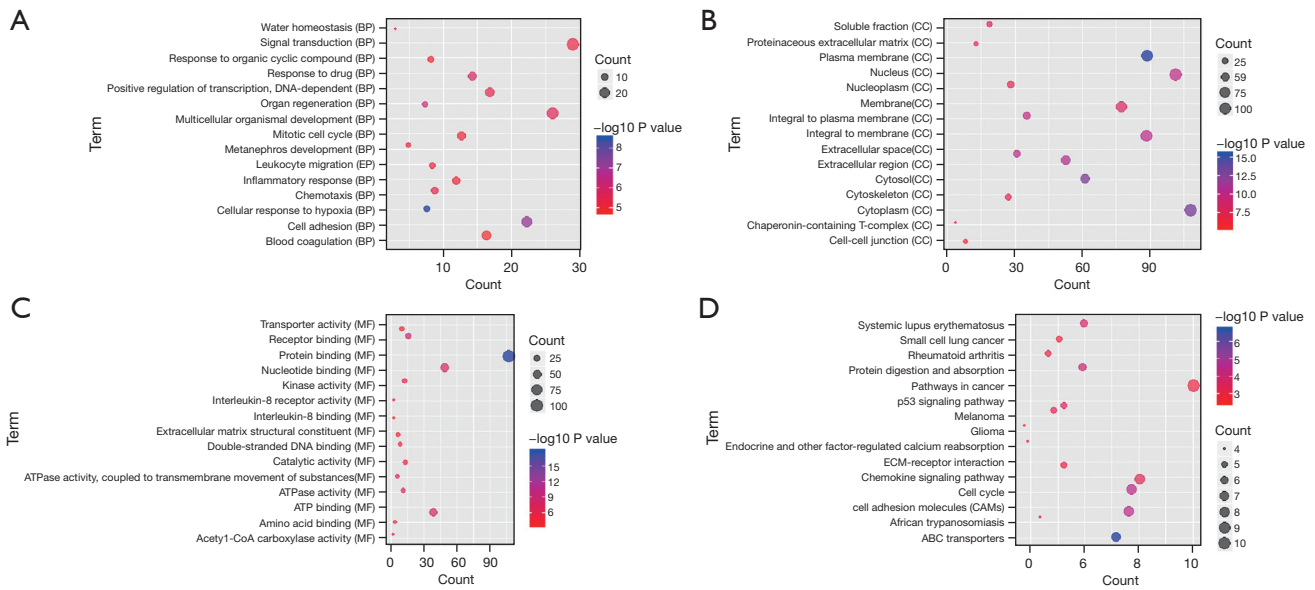 A
Water homeostasis (BP)
Signal transduction (BP)
Response to organic cyclic compound (BP)
Response to drug (BP)
Positive regulation of transcription, DNA-dependent (BP)
Organ regeneration (BP)
Multicellular organismal development (BP)
Mitotic cell cycle (BP)
Metanephros development (BP)
Leukocyte migration (EP)
Inflammatory response (BP)
Chemotaxis (BP)
Cellular response to hypoxia (BP)
Cell adhesion (BP)
Blood coagulation (BP)
Term
10 20 30
Count
Count
10
20
−log10 P value
8
7
6
5
B
Soluble fraction (CC)
Proteinaceous extracellular matrix (CC)
Plasma membrane (CC)
Nucleus (CC)
Nucleoplasm (CC)
Membrane(CC)
Integral to plasma membrane (CC)
Integral to membrane (CC)
Extracellular space(CC)
Extracellular region (CC)
Cytosol(CC)
Cytoskeleton (CC)
Cytoplasm (CC)
Chaperonin-containing T-complex (CC)
Cell-cell junction (CC)
Term
0 30 60 90
Count
Count
25
59
75
100
−log10 P value
15.0
12.5
10.0
7.5
C
Transporter activity (MF)
Receptor binding (MF)
Protein binding (MF)
Nucleotide binding (MF)
Kinase activity (MF)
Interleukin-8 receptor activity (MF)
Interleukin-8 binding (MF)
Extracellular matrix structural constituent (MF)
Double-stranded DNA binding (MF)
Catalytic activity (MF)
ATPase activity, coupled to transmembrane movement of substances(MF)
ATPase activity (MF)
ATP binding (MF)
Amino acid binding (MF)
Acety1-CoA carboxylase activity (MF)
Term
0 30 60 90
Count
Count
25
50
75
100
−log10 P value
15
12
9
6
D
Systemic lupus erythematosus
Small cell lung cancer
Rheumatoid arthritis
Protein digestion and absorption
Pathways in cancer
p53 signaling pathway
Melanoma
Glioma
Endocrine and other factor-regulated calcium reabsorption
ECM-receptor interaction
Chemokine signaling pathway
Cell cycle
cell adhesion molecules (CAMs)
African trypanosomiasis
ABC transporters
Term
0 6 8 10
Count
−log10 P value
6
5
4
3
Count
4
5
6
7
8
9
10